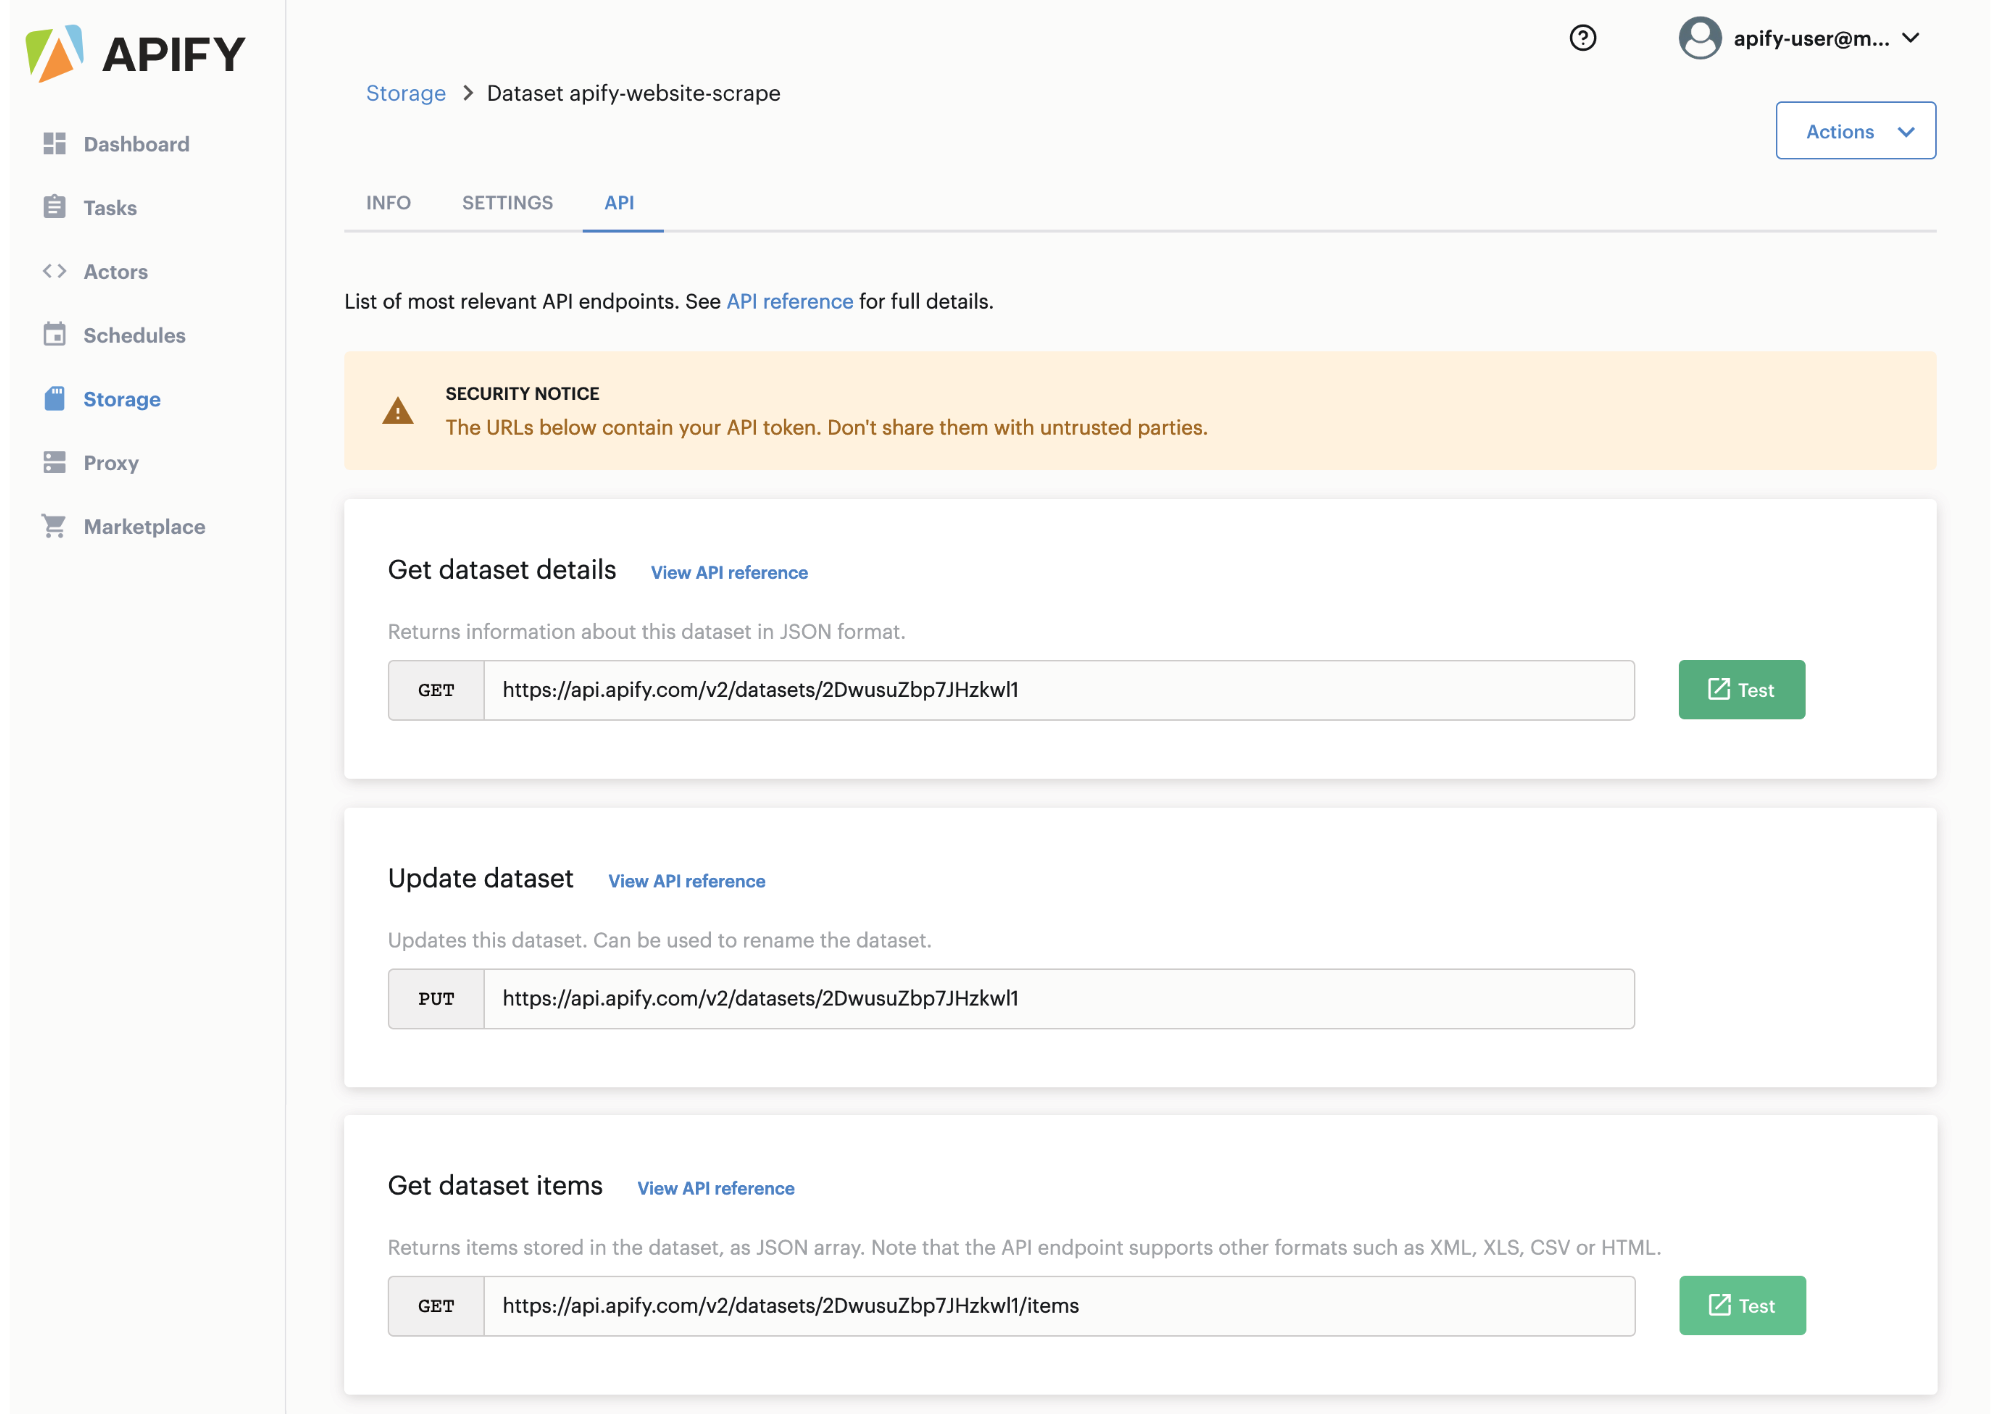 APIFY
apify-user@m...
Storage > Dataset apify-website-scrape
Actions
Dashboard
Tasks
Actors
Schedules
Storage
Proxy
Marketplace
INFO SETTINGS API
List of most relevant API endpoints. See API reference for full details.
SECURITY NOTICE
The URLs below contain your API token. Don't share them with untrusted parties.
Get dataset details View API reference
Returns information about this dataset in JSON format.
GET https://api.apify.com/v2/datasets/2DwusuZbp7JHzkwl1 Test
Update dataset View API reference
Updates this dataset. Can be used to rename the dataset.
PUT https://api.apify.com/v2/datasets/2DwusuZbp7JHzkwl1
Get dataset items View API reference
Returns items stored in the dataset, as JSON array. Note that the API endpoint supports other formats such as XML, XLS, CSV or HTML.
GET https://api.apify.com/v2/datasets/2DwusuZbp7JHzkwl1/items Test